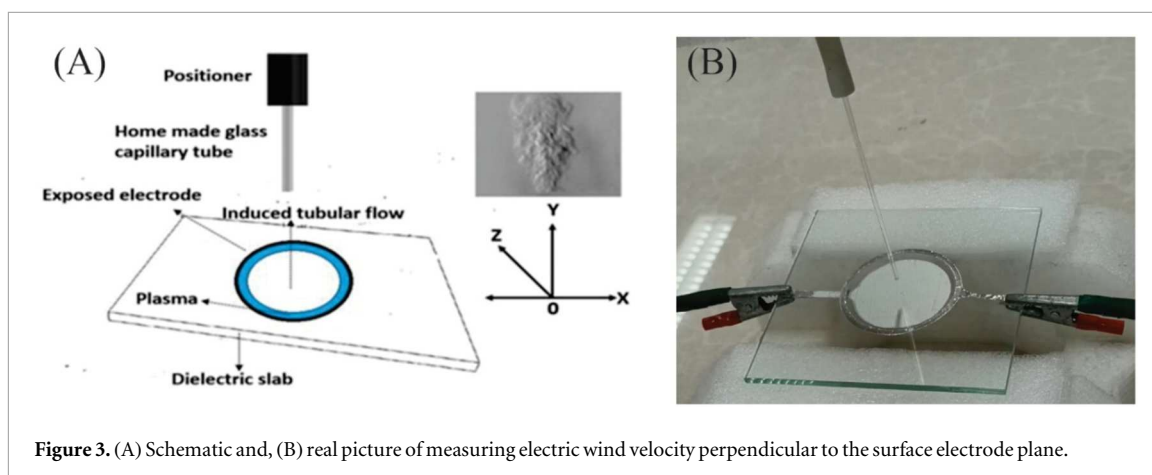 (A)
Positioner
Home made glass
capillary tube
Exposed electrode
Induced tubular flow
Plasma
Dielectric slab
Y
Z
X
0
(B)
Figure 3. (A) Schematic and, (B) real picture of measuring electric wind velocity perpendicular to the surface electrode plane.